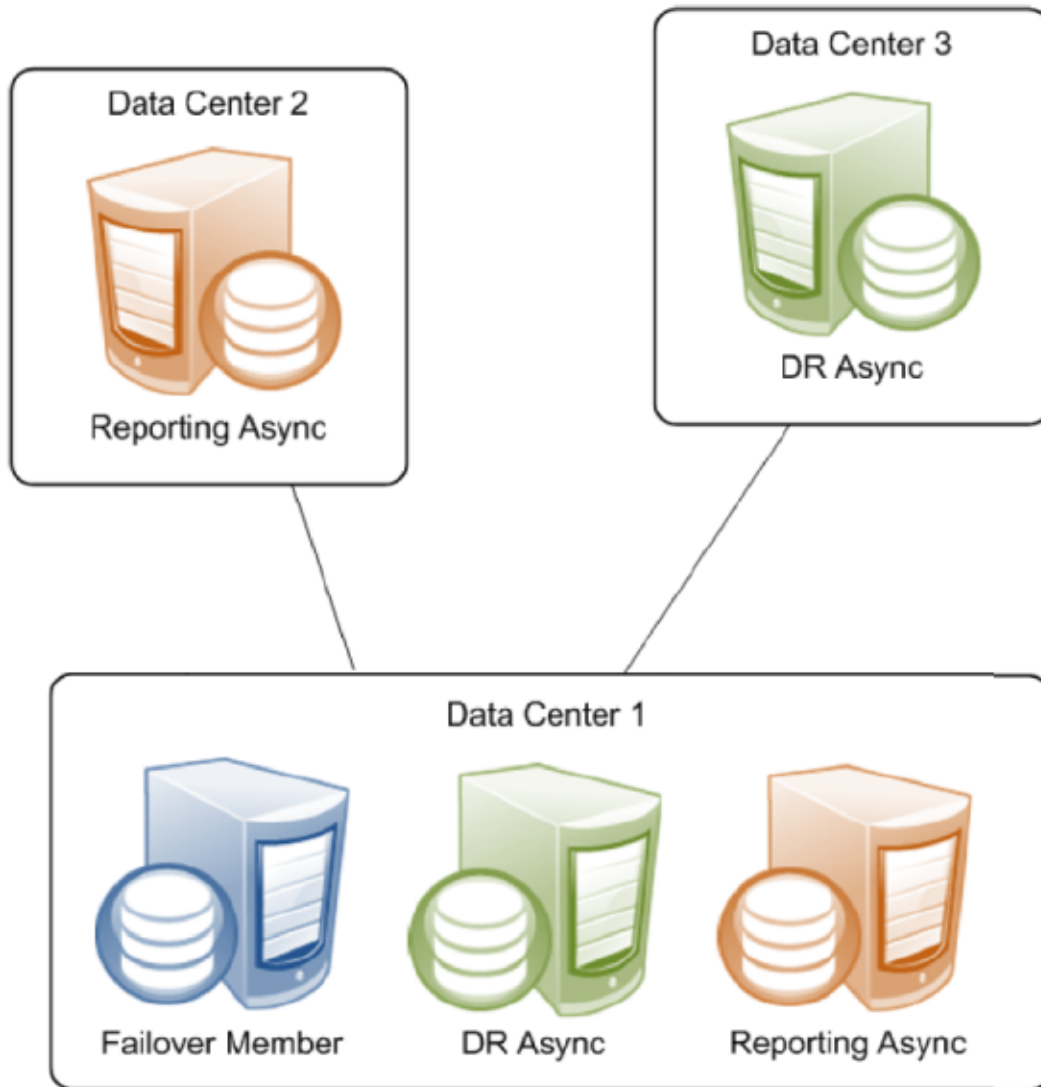 Data Center 3
Data Center 2
DR Async
Reporting Async
Data Center 1
Failover Member
DR Async
Reporting Async